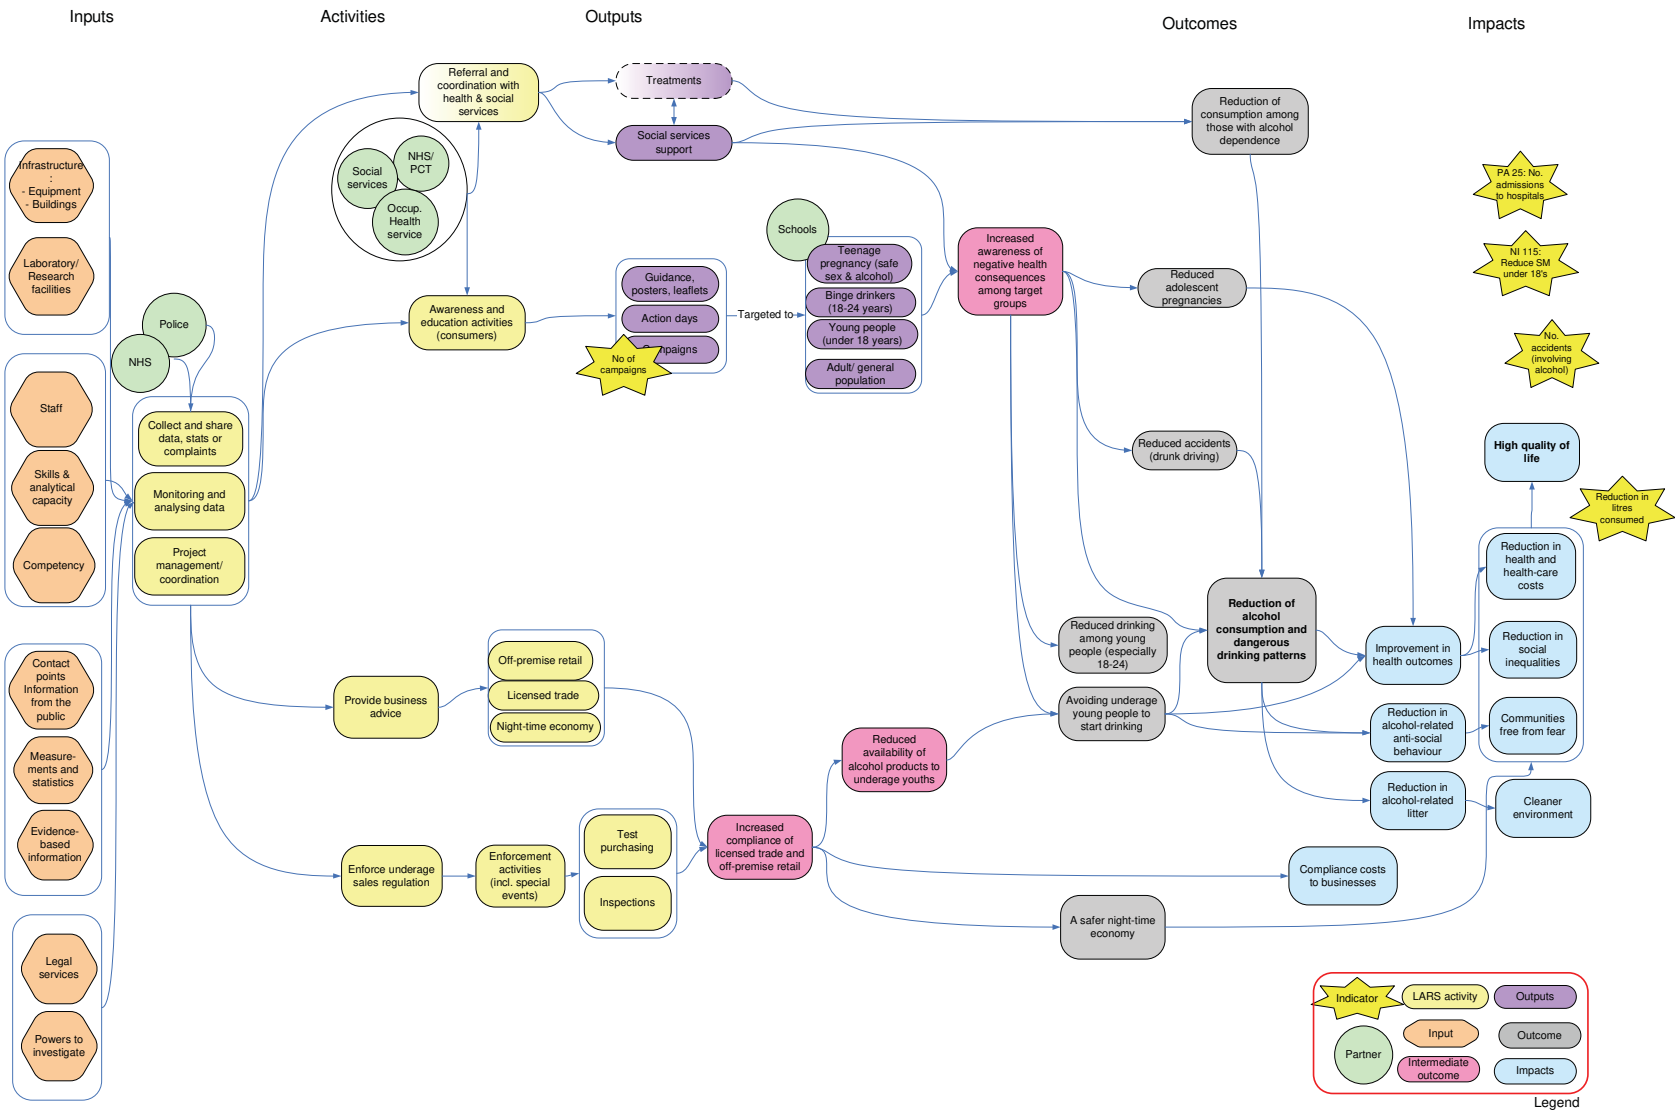 Inputs
Activities
Outputs
Outcomes
Impacts
Infrastructure
:
- Equipment
- Buildings
Laboratory/
Research
facilities
Staff
Skills &
analytical
capacity
Competency
Contact
points
Information
from the
public
Measure-
ments and
statistics
Evidence-
based
information
Legal
services
Powers to
investigate
Police
NHS
Collect and share
data, stats or
complaints
Monitoring and
analysing data
Project
management/
coordination
Referral and
coordination with
health & social
services
Social
services
NHS/
PCT
Occup.
Health
service
Awareness and
education activities
(consumers)
Provide business
advice
Enforce underage
sales regulation
Off-premise retail
Licensed trade
Night-time economy
Enforcement
activities
(incl. special
events)
Test
purchasing
Inspections
Treatments
Social services
support
Guidance,
posters, leaflets
Action days
No of
campaigns
Targeted to
Schools
Teenage
pregnancy (safe
sex & alcohol)
Binge drinkers
(18-24 years)
Young people
(under 18 years)
Adult/ general
population
Increased
awareness of
negative health
consequences
among target
groups
Reduced
availability of
alcohol products to
underage youths
Increased
compliance of
licensed trade and
off-premise retail
Reduction of
consumption among
those with alcohol
dependence
Reduced
adolescent
pregnancies
Reduced accidents
(drunk driving)
Reduced drinking
among young
people (especially
18-24)
Avoiding underage
young people to
start drinking
Reduction of
alcohol
consumption and
dangerous
drinking patterns
A safer night-time
economy
Compliance costs
to businesses
Improvement in
health outcomes
Reduction in
alcohol-related
anti-social
behaviour
Reduction in
alcohol-related
litter
PA 25: No.
admissions
to hospitals
NI 115:
Reduce SM
under 18's
No.
accidents
(involving
alcohol)
High quality of
life
Reduction in
litres
consumed
Reduction in
health and
health-care
costs
Reduction in
social
inequalities
Communities
free from fear
Cleaner
environment
Indicator
LARS activity
Outputs
Partner
Input
Outcome
Intermediate
outcome
Impacts
Legend